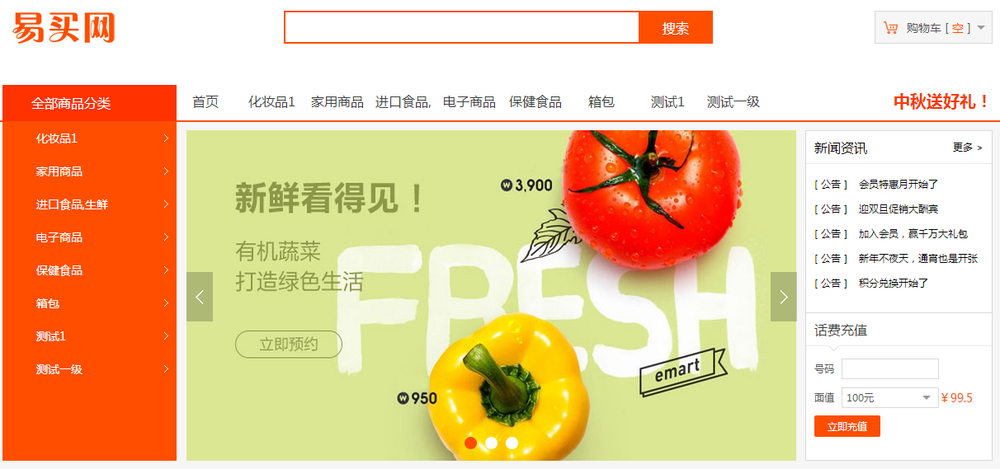 易买网
搜索
购物车 [ 空 ]
全部商品分类
首页 化妆品1 家用商品 进口食品, 电子商品 保健食品 箱包 测试1 测试一级
中秋送好礼！
化妆品1
家用商品
进口食品,生鲜
电子商品
保健食品
箱包
测试1
测试一级
新鲜看得见！
有机蔬菜
打造绿色生活
立即预约
FRESH
₩ 3,900
₩ 950
emart
新闻资讯 更多 >
[ 公告 ] 会员特惠月开始了
[ 公告 ] 迎双旦促销大酬宾
[ 公告 ] 加入会员，赢千万大礼包
[ 公告 ] 新年不夜天，通宵也是开张
[ 公告 ] 积分兑换开始了
话费充值
号码
面值 100元 ￥99.5
立即充值